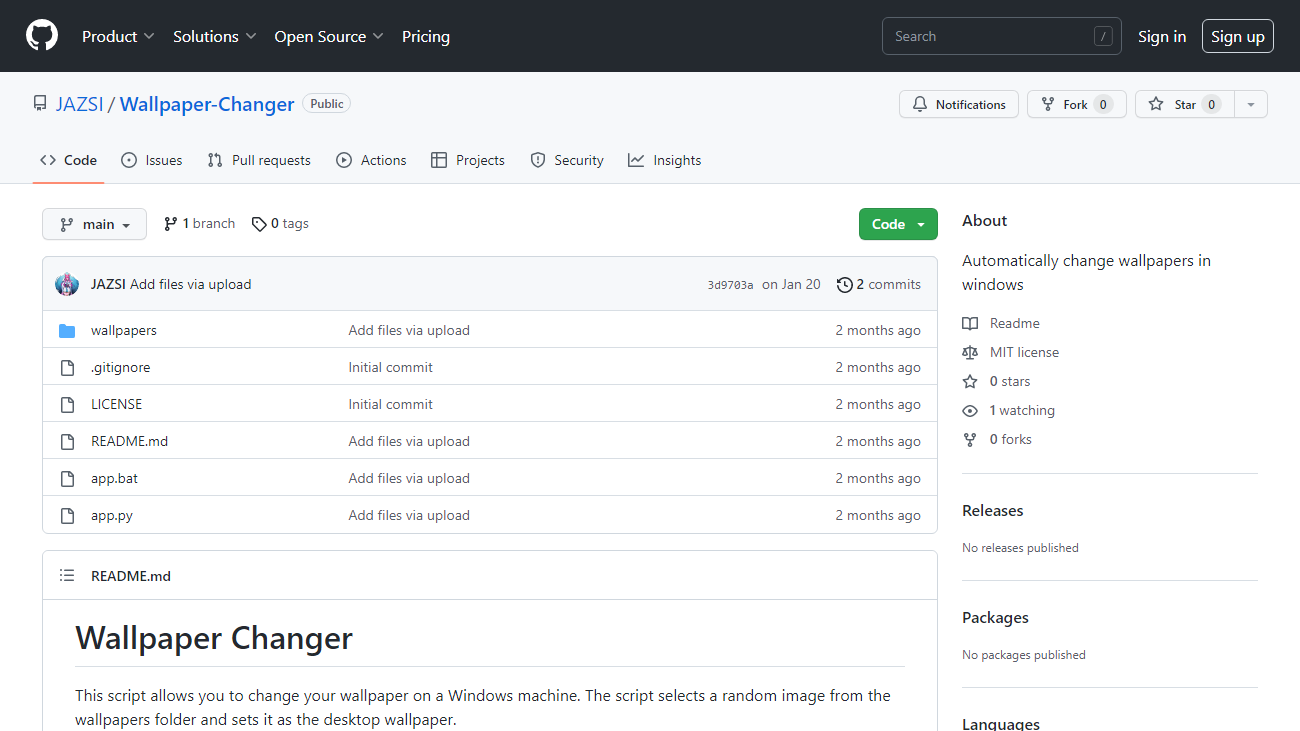 Product Solutions Open Source Pricing Search / Sign in Sign up
JAZSI / Wallpaper-Changer Public Notifications Fork 0 Star 0
Code Issues Pull requests Actions Projects Security Insights
main 1 branch 0 tags Code
JAZSI Add files via upload 3d9703a on Jan 20 2 commits
wallpapers Add files via upload 2 months ago
.gitignore Initial commit 2 months ago
LICENSE Initial commit 2 months ago
README.md Add files via upload 2 months ago
app.bat Add files via upload 2 months ago
app.py Add files via upload 2 months ago
README.md
Wallpaper Changer
This script allows you to change your wallpaper on a Windows machine. The script selects a random image from the
wallpapers folder and sets it as the desktop wallpaper.
About
Automatically change wallpapers in
windows
Readme
MIT license
0 stars
1 watching
0 forks
Releases
No releases published
Packages
No packages published
Languages